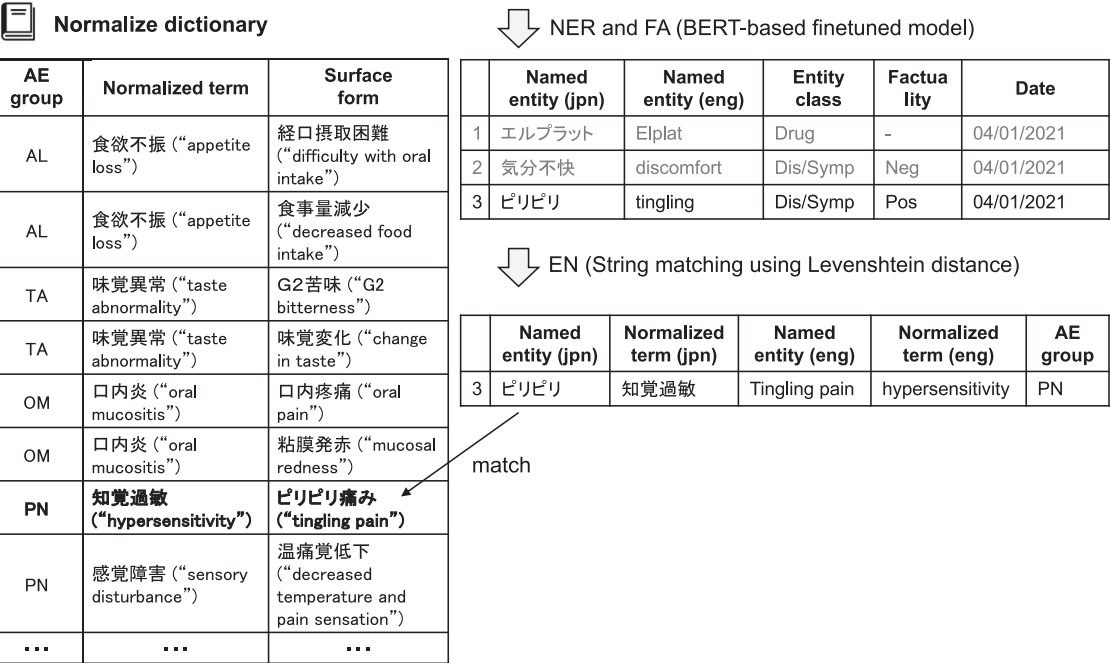 Normalize dictionary
AE group
Normalized term
Surface form
AL
食欲不振 (“appetite
loss”)
経口摂取困難
(“difficulty with oral
intake”)
AL
食欲不振 (“appetite
loss”)
食事量減少
(“decreased food
intake”)
TA
味覚異常 (“taste
abnormality”)
G2苦味 (“G2
bitterness”)
TA
味覚異常 (“taste
abnormality”)
味覚変化 (“change
in taste”)
OM
口内炎 (“oral
mucositis”)
口内疼痛 (“oral
pain”)
OM
口内炎 (“oral
mucositis”)
粘膜発赤 (“mucosal
redness”)
PN
知覚過敏
(“hypersensitivity”)
ピリピリ痛み
(“tingling pain”)
PN
感覚障害 (“sensory
disturbance”)
温痛覚低下
(“decreased
temperature and
pain sensation”)
... ... ...
NER and FA (BERT-based finetuned model)
Named entity (jpn)
Named entity (eng)
Entity class
Factua
lity
Date
1 エルプラット Elplat Drug - 04/01/2021
2 気分不快 discomfort Dis/Symp Neg 04/01/2021
3 ピリピリ tingling Dis/Symp Pos 04/01/2021
EN (String matching using Levenshtein distance)
Named entity (jpn)
Normalized term (jpn)
Named entity (eng)
Normalized term (eng)
AE group
3 ピリピリ 知覚過敏 Tingling pain hypersensitivity PN
match